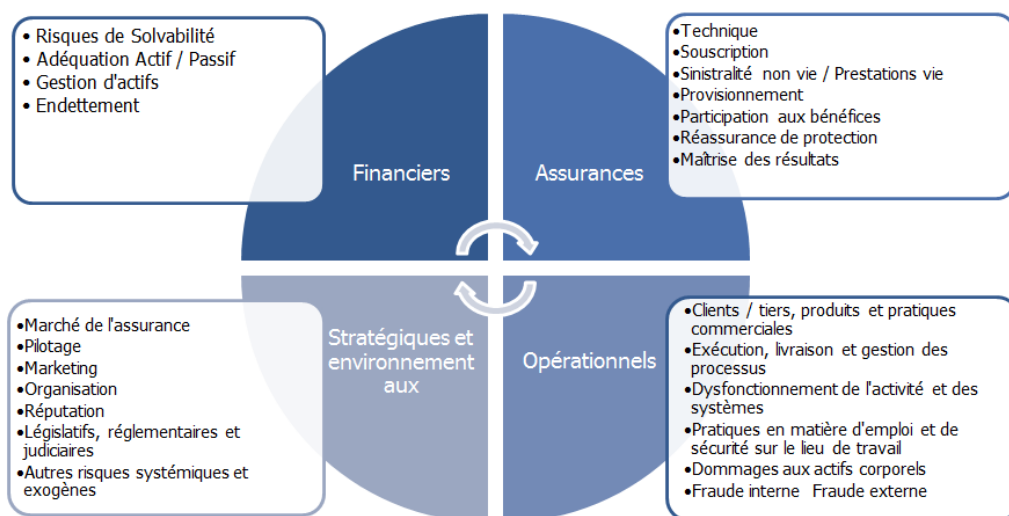 • Risques de Solvabilité
• Adéquation Actif / Passif
• Gestion d'actifs
• Endettement
Financiers
•Technique
•Souscription
•Sinistralité non vie / Prestations vie
•Provisionnement
•Participation aux bénéfices
•Réassurance de protection
•Maîtrise des résultats
Assurances
•Marché de l'assurance
•Pilotage
•Marketing
•Organisation
•Réputation
•Législatifs, réglementaires et
judiciaires
•Autres risques systémiques et
exogènes
Stratégiques et
environnement
aux
Opérationnels
•Clients / tiers, produits et pratiques
commerciales
•Exécution, livraison et gestion des
processus
•Dysfonctionnement de l'activité et des
systèmes
•Pratiques en matière d'emploi et de
sécurité sur le lieu de travail
•Dommages aux actifs corporels
•Fraude interne Fraude externe